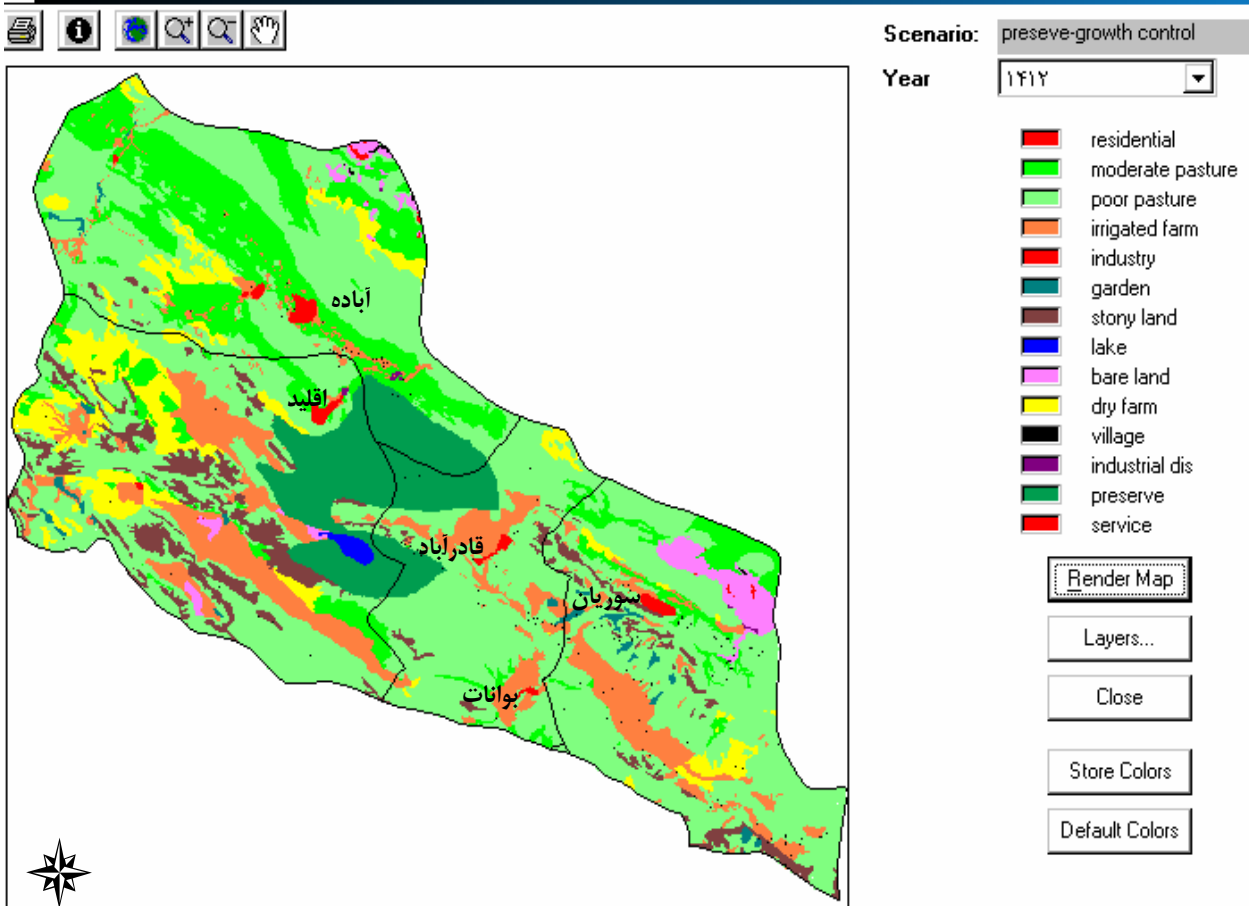 Scenario: preseve-growth control
Year ۱۴۱۲
residential
moderate pasture
poor pasture
irrigated farm
industry
garden
stony land
lake
bare land
dry farm
village
industrial dis
preserve
service
Render Map
Layers...
Close
Store Colors
Default Colors
آباده
اقلید
قادرآباد
سوریان
بوانات